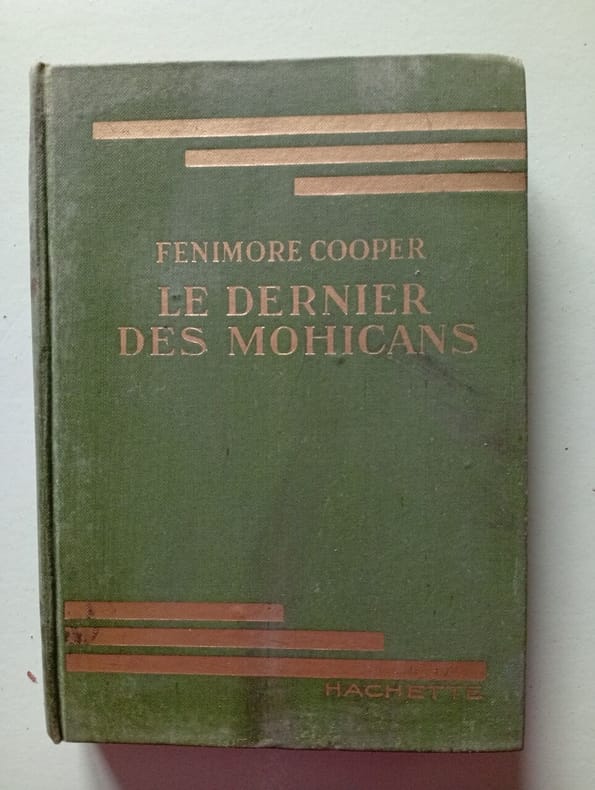 FENIMORE COOPER
LE DERNIER
DES MOHICANS
HACHETTE